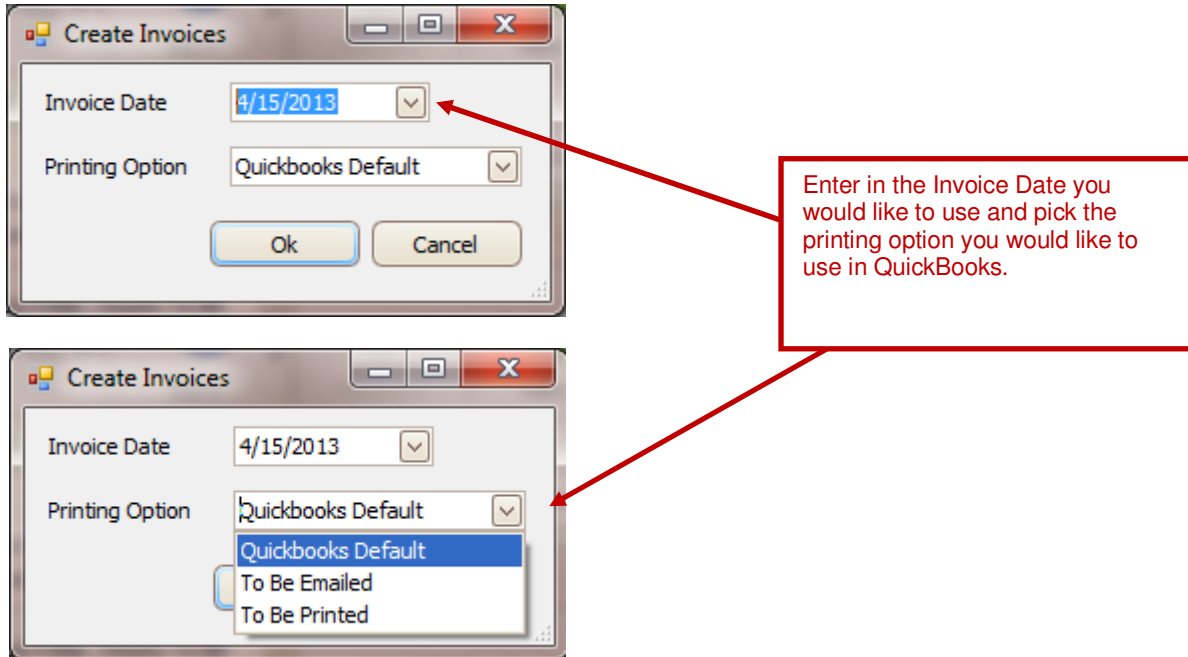 Create Invoices
Invoice Date 4/15/2013
Printing Option Quickbooks Default
Ok Cancel
Enter in the Invoice Date you
would like to use and pick the
printing option you would like to
use in QuickBooks.
Create Invoices
Invoice Date 4/15/2013
Printing Option Quickbooks Default
Quickbooks Default
To Be Emailed
To Be Printed